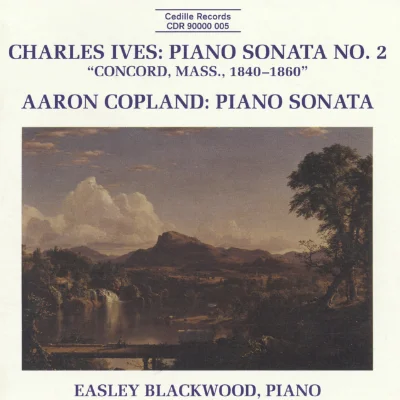 Cedille Records
CDR 90000 005
CHARLES IVES: PIANO SONATA NO. 2
“CONCORD, MASS., 1840–1860”
AARON COPLAND: PIANO SONATA
EASLEY BLACKWOOD, PIANO